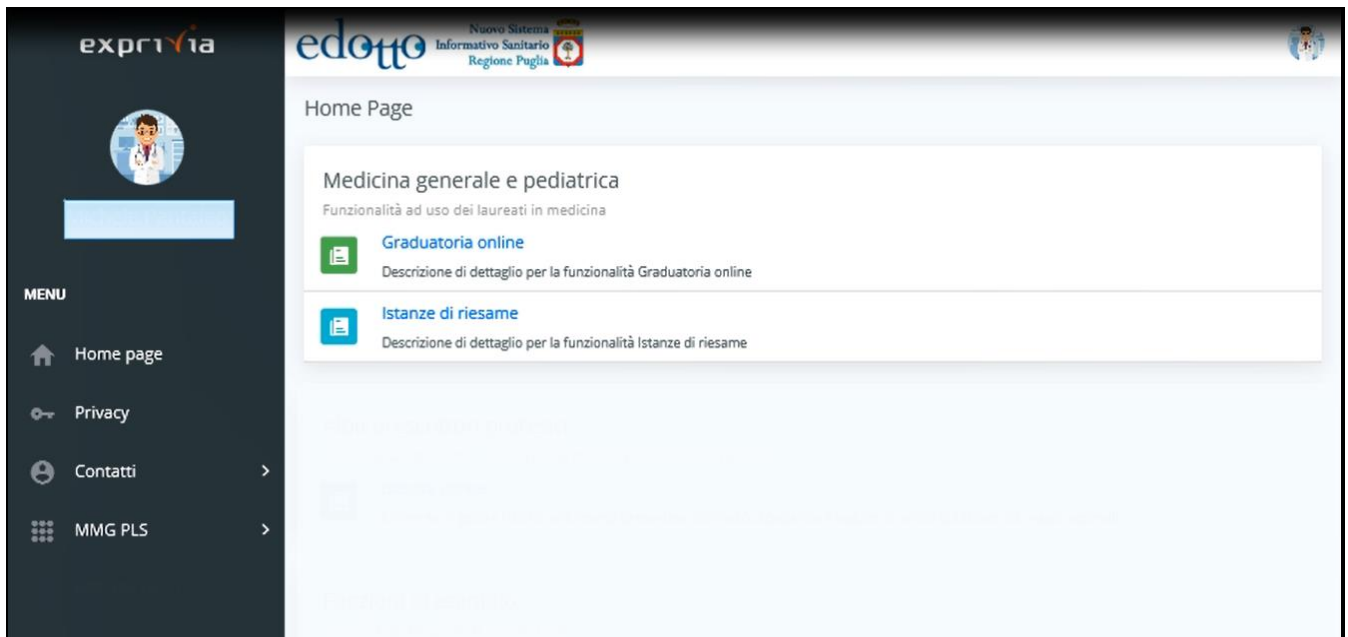 exprivia
edotto
Nuovo Sistema
Informativo Sanitario
Regione Puglia
Home Page
Medicina generale e pediatrica
Funzionalità ad uso dei laureati in medicina
Graduatoria online
Descrizione di dettaglio per la funzionalità Graduatoria online
Istanze di riesame
Descrizione di dettaglio per la funzionalità Istanze di riesame
MENU
Home page
Privacy
Contatti
MMG PLS